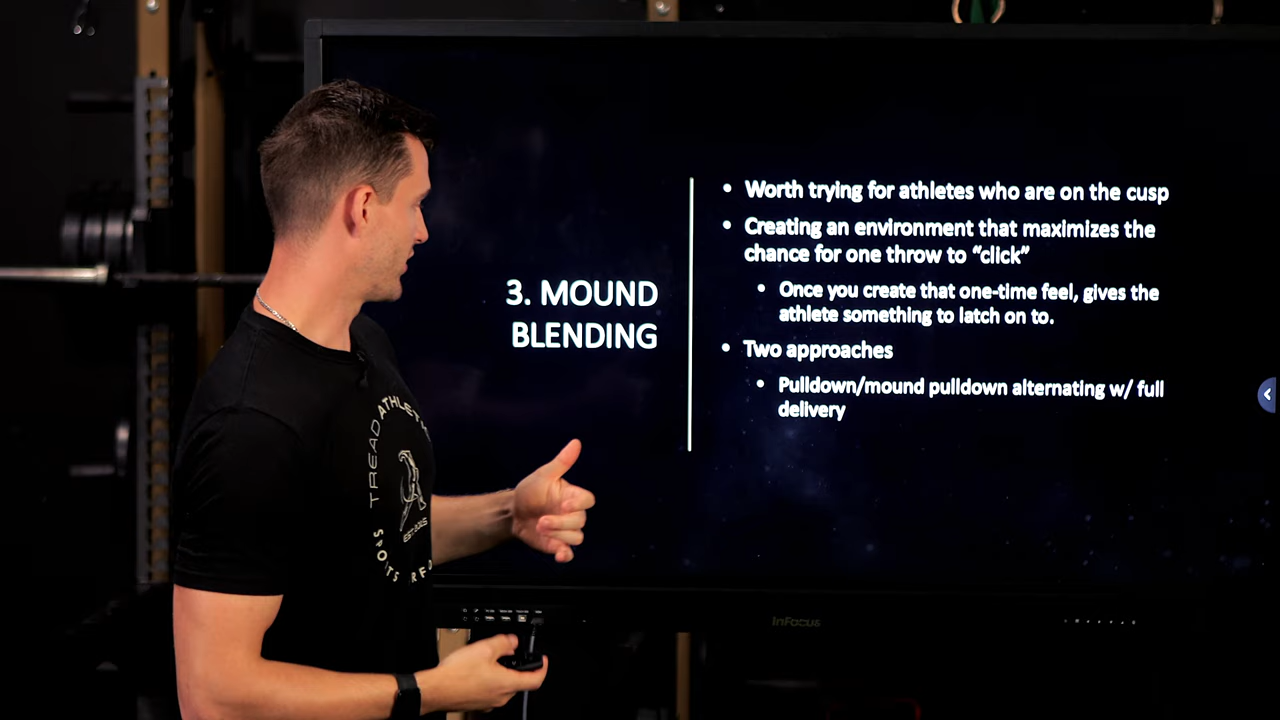 3. MOUND
BLENDING
• Worth trying for athletes who are on the cusp
• Creating an environment that maximizes the
chance for one throw to “click”
• Once you create that one-time feel, gives the
athlete something to latch on to.
• Two approaches
• Pulldown/mound pulldown alternating w/ full
delivery
TREAD ATHLE
SPORTS
InFocus